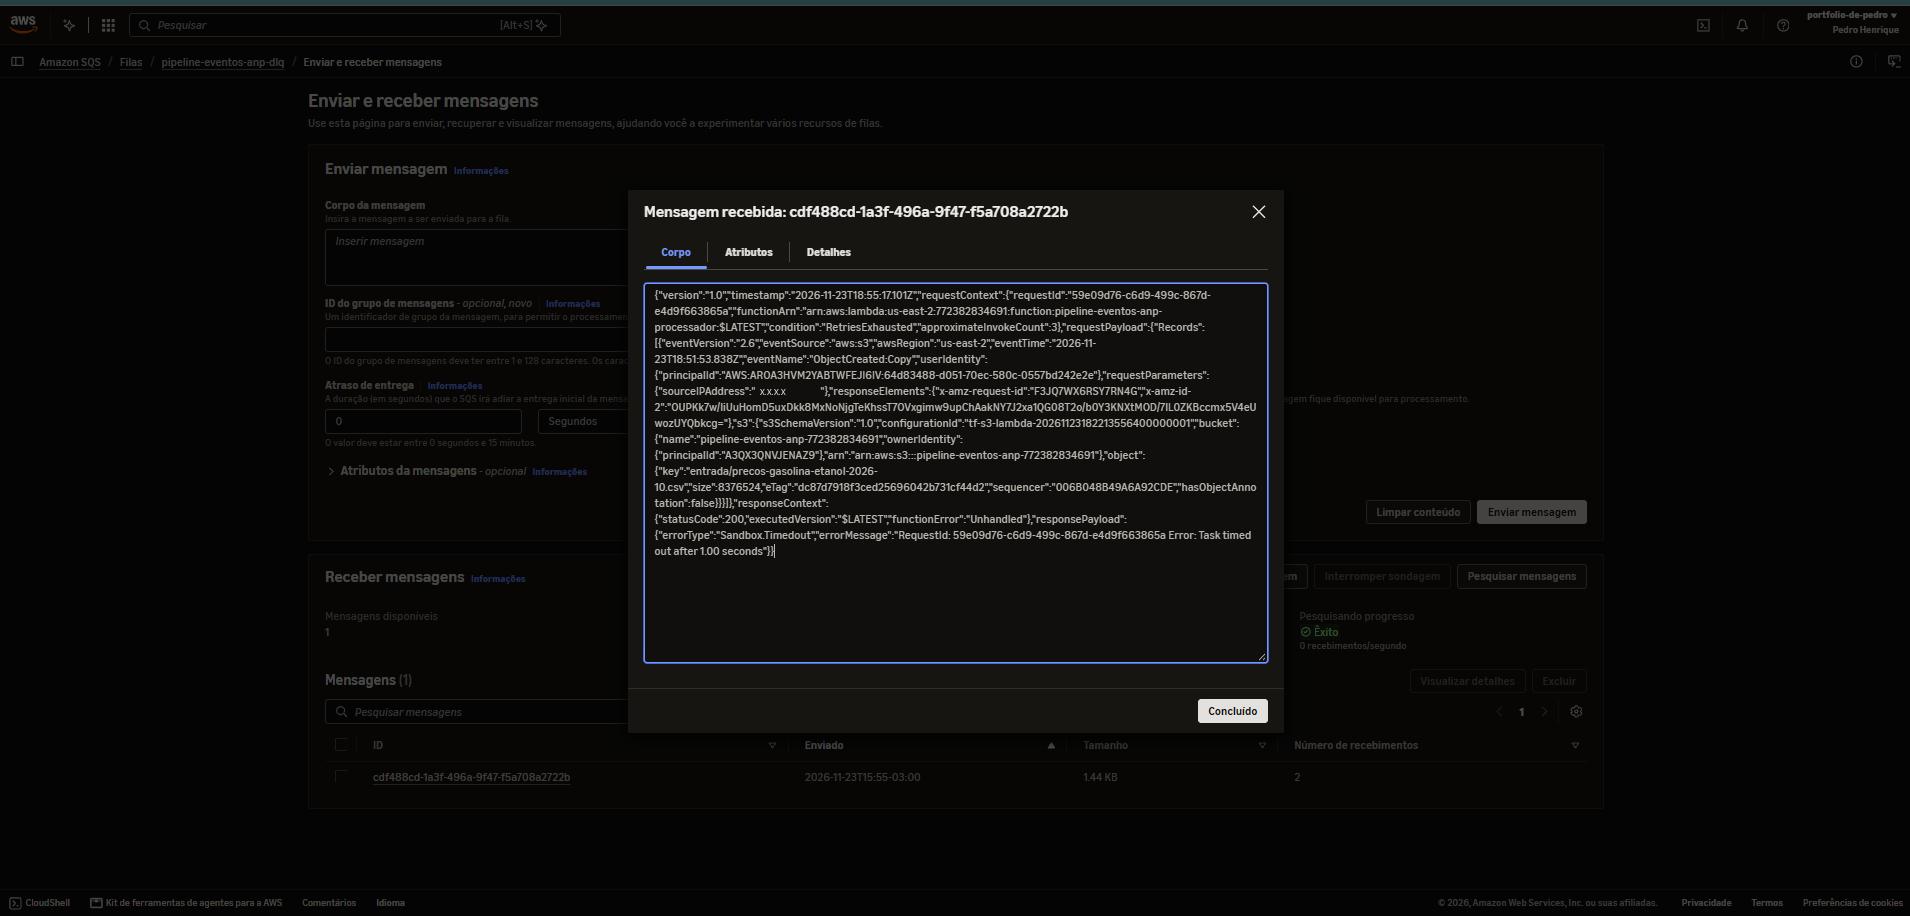 aws
Pesquisar
[Alt+S]
portfolio-de-pedro
Pedro Henrique
Amazon SQS / Filas / pipeline-eventos-anp-dlq / Enviar e receber mensagens
Enviar e receber mensagens
Use esta página para enviar, recuperar e visualizar mensagens, ajudando você a experimentar vários recursos de filas.
Enviar mensagem Informações
Corpo da mensagem
Insira a mensagem a ser enviada para a fila.
Inserir mensagem
ID do grupo de mensagens - opcional, novo Informações
Um identificador de grupo da mensagem, para permitir o
O ID do grupo de mensagens deve ter entre 1 e 128 caracteres. Os
Atraso de entrega Informações
A duração (em segundos) que o SQS irá adiar a entrega inicial da
fique disponível para processamento.
0
Segundos
O valor deve estar entre 0 segundos e 15 minutos.
Atributos da mensagens - opcional Informações
Limpar conteúdo
Enviar mensagem
Mensagem recebida: cdf488cd-1a3f-496a-9f47-f5a708a2722b
Corpo
Atributos
Detalhes
{"version":"1.0","timestamp":"2026-11-23T18:55:17.101Z","requestContext":{"requestId":"59e09d76-c6d9-499c-867d-
e4d9f663865a","functionArn":"arn:aws:lambda:us-east-2:772382834691:function:pipeline-eventos-anp-
processador:$LATEST","condition":"RetriesExhausted","approximateInvokeCount":3},"requestPayload":{"Records":
[{"eventVersion":"2.6","eventSource":"aws:s3","awsRegion":"us-east-2","eventTime":"2026-11-
23T18:51:53.838Z","eventName":"ObjectCreated:Copy","userIdentity":
{"principalId":"AWS:AROA3HVM2YABTWFEJI6IV:64d83488-d051-70ec-580c-0557bd242e2e"},"requestParameters":
{"sourceIPAddress":" x.x.x.x "},"responseElements":{"x-amz-request-id":"F3JQ7WX6RSY7RN4G","x-amz-id-
2":"OUPKk7w/IiUuHomD5uxDkk8MxNoNjgTeKhssT7OVxgimw9upChAakNY7J2xa1QG08T2o/b0Y3KNXtMOD/7IL0ZKBccmx5V4eU
wozUYQbkcg="},"s3":{"s3SchemaVersion":"1.0","configurationId":"tf-s3-lambda-20261123182213556400000001","bucket":
{"name":"pipeline-eventos-anp-772382834691","ownerIdentity":
{"principalId":"A3QX3QNVJENAZ9"},"arn":"arn:aws:s3:::pipeline-eventos-anp-772382834691"},"object":
{"key":"entrada/precos-gasolina-etanol-2026-
10.csv","size":8376524,"eTag":"dc87d7918f3ced25696042b731cf44d2","sequencer":"006B048B49A6A92CDE","hasObjectAnno
tation":false}}}]},"responseContext":
{"statusCode":200,"executedVersion":"$LATEST","functionError":"Unhandled"},"responsePayload":
{"errorType":"Sandbox.Timedout","errorMessage":"RequestId: 59e09d76-c6d9-499c-867d-e4d9f663865a Error: Task timed
out after 1.00 seconds"}}
Concluído
Receber mensagens Informações
Interromper sondagem
Pesquisar mensagens
Mensagens disponíveis
1
Pesquisando progresso
Êxito
0 recebimentos/segundo
Mensagens (1)
Visualizar detalhes
Excluir
Pesquisar mensagens
1
ID
Enviado
Tamanho
Número de recebimentos
cdf488cd-1a3f-496a-9f47-f5a708a2722b
2026-11-23T15:55-03:00
1.44 KB
2
CloudShell
Kit de ferramentas de agentes para a AWS
Comentários
Idioma
© 2026, Amazon Web Services, Inc. ou suas afiliadas.
Privacidade
Termos
Preferências de cookies